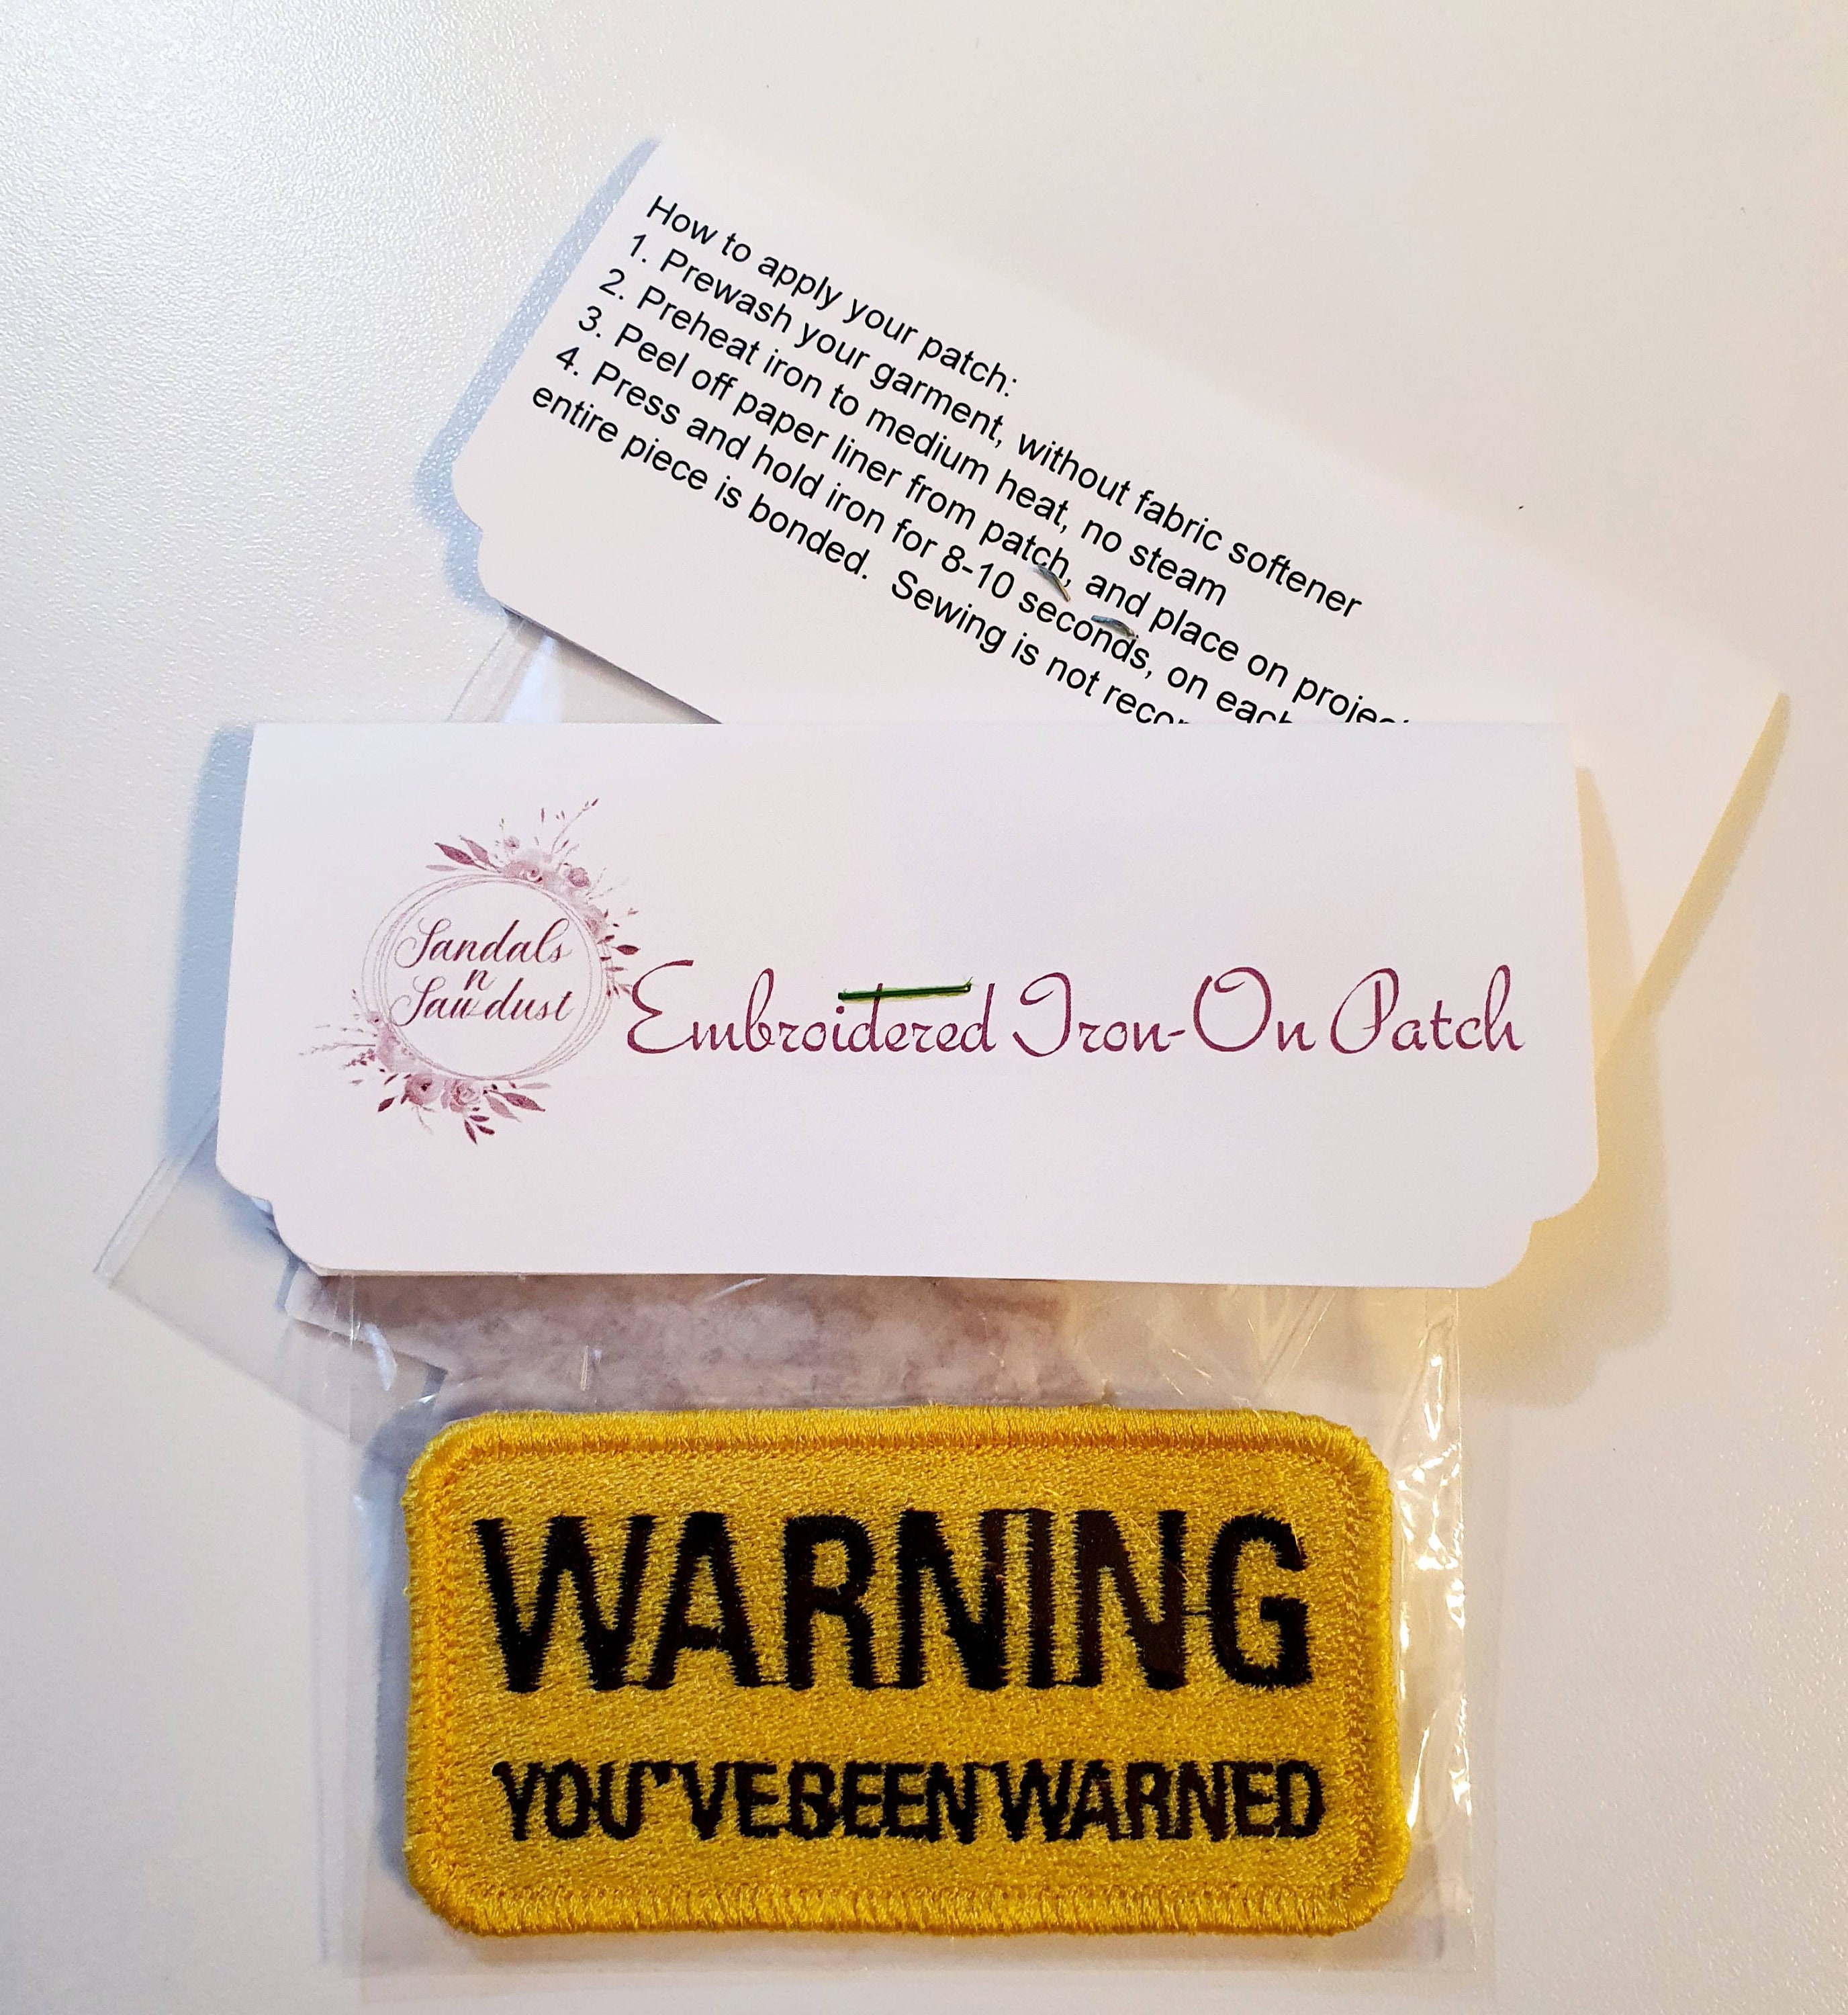 How to apply your patch:
1. Prewash your garment, without fabric softener
2. Preheat iron to medium heat, no steam
3. Peel off paper liner from patch, and place on project
4. Press and hold iron for 8-10 seconds, on each
entire piece is bonded. Sewing is not
Sandals
n
Sawdust
Embroidered Iron-On Patch
WARNING
YOU'VE BEEN WARNED